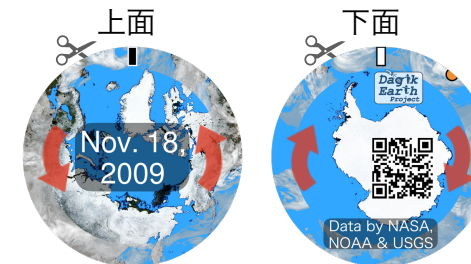 上面
下面
Nov. 18,
2009
Dagik
Earth
Project
Data by NASA,
NOAA & USGS